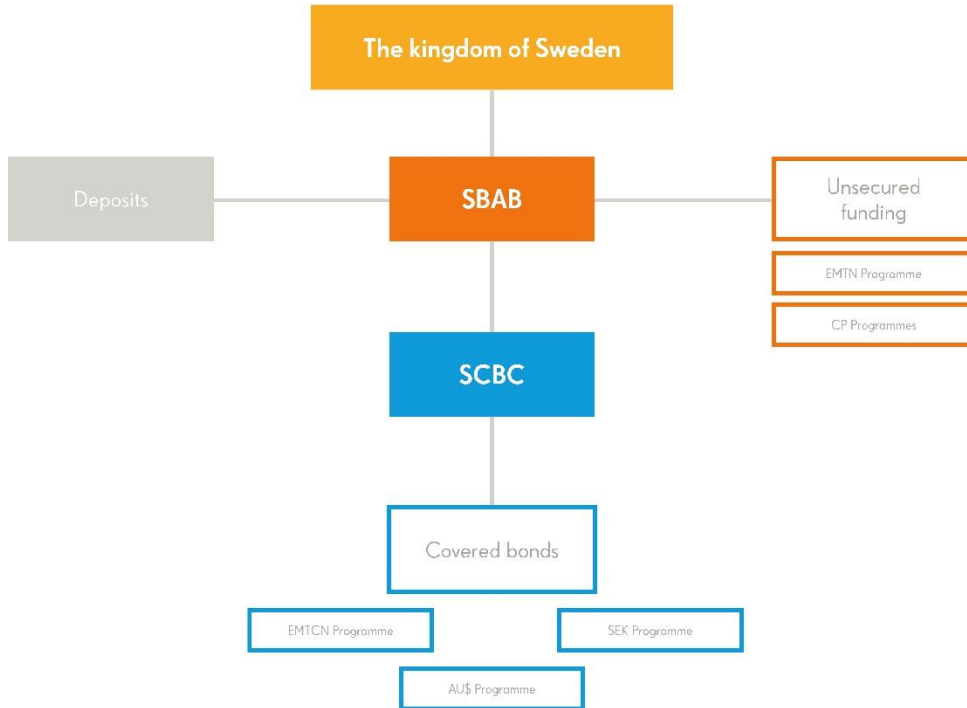 The kingdom of Sweden
Deposits
SBAB
Unsecured
funding
EMTN Programme
CP Programmes
SCBC
Covered bonds
EMTCN Programme
SEK Programme
AU$ Programme